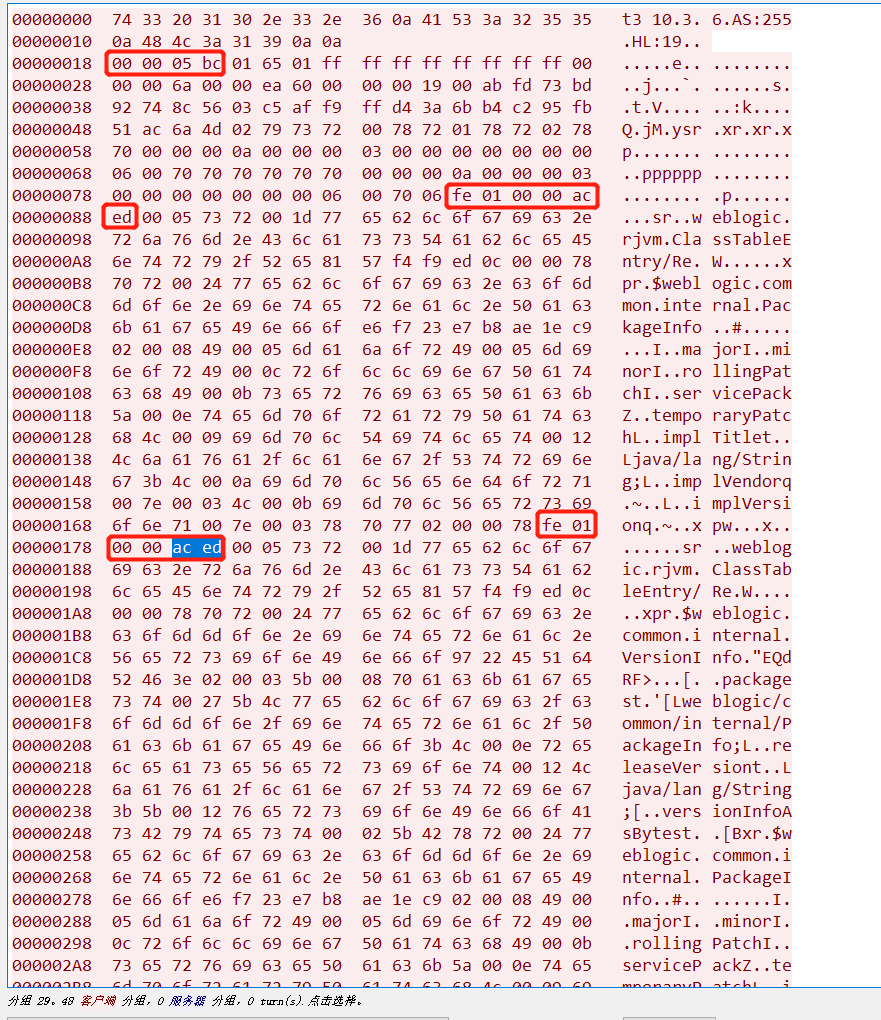 00000000 74 33 20 31 30 2e 33 2e 36 0a 41 53 3a 32 35 35 t3 10.3. 6.AS:255
00000010 0a 48 4c 3a 31 39 0a 0a .HL:19..
00000018 00 00 05 bc 01 65 01 ff ff ff ff ff ff ff ff 00 .....e.. ........
00000028 00 00 6a 00 00 ea 60 00 00 00 19 00 ab fd 73 bd ..j...`. ......s.
00000038 92 74 8c 56 03 c5 af f9 ff d4 3a 6b b4 c2 95 fb .t.V.... ..:k....
00000048 51 ac 6a 4d 02 79 73 72 00 78 72 01 78 72 02 78 Q.jM.ysr .xr.xr.x
00000058 70 00 00 00 0a 00 00 00 03 00 00 00 00 00 00 00 p....... ........
00000068 06 00 70 70 70 70 70 70 00 00 00 0a 00 00 00 03 ..pppppp ........
00000078 00 00 00 00 00 00 00 06 00 70 06 fe 01 00 00 ac ........ .p......
00000088 ed 00 05 73 72 00 1d 77 65 62 6c 6f 67 69 63 2e ...sr..w eblogic.
00000098 72 6a 76 6d 2e 43 6c 61 73 73 54 61 62 6c 65 45 rjvm.Cla ssTableE
000000A8 6e 74 72 79 2f 52 65 81 57 f4 f9 ed 0c 00 00 78 ntry/Re. W......x
000000B8 70 72 00 24 77 65 62 6c 6f 67 69 63 2e 63 6f 6d pr.$webl ogic.com
000000C8 6d 6f 6e 2e 69 6e 74 65 72 6e 61 6c 2e 50 61 63 mon.inte rnal.Pac
000000D8 6b 61 67 65 49 6e 66 6f e6 f7 23 e7 b8 ae 1e c9 kageInfo ..#.....
000000E8 02 00 08 49 00 05 6d 61 6a 6f 72 49 00 05 6d 69 ...I..ma jorI..mi
000000F8 6e 6f 72 49 00 0c 72 6f 6c 6c 69 6e 67 50 61 74 norI..ro llingPat
00000108 63 68 49 00 0b 73 65 72 76 69 63 65 50 61 63 6b chI..ser vicePack
00000118 5a 00 0e 74 65 6d 70 6f 72 61 72 79 50 61 74 63 Z..tempo raryPatc
00000128 68 4c 00 09 69 6d 70 6c 54 69 74 6c 65 74 00 12 hL..impl Titlet..
00000138 4c 6a 61 76 61 2f 6c 61 6e 67 2f 53 74 72 69 6e Ljava/la ng/Strin
00000148 67 3b 4c 00 0a 69 6d 70 6c 56 65 6e 64 6f 72 71 g;L..imp lVendorq
00000158 00 7e 00 03 4c 00 0b 69 6d 70 6c 56 65 72 73 69 .~..L..i mplVersi
00000168 6f 6e 71 00 7e 00 03 78 70 77 02 00 00 78 fe 01 onq.~..x pw...x..
00000178 00 00 ac ed 00 05 73 72 00 1d 77 65 62 6c 6f 67 ......sr ..weblog
00000188 69 63 2e 72 6a 76 6d 2e 43 6c 61 73 73 54 61 62 ic.rjvm. ClassTab
00000198 6c 65 45 6e 74 72 79 2f 52 65 81 57 f4 f9 ed 0c leEntry/ Re.W....
000001A8 00 00 78 70 72 00 24 77 65 62 6c 6f 67 69 63 2e ..xpr.$w eblogic.
000001B8 63 6f 6d 6d 6f 6e 2e 69 6e 74 65 72 6e 61 6c 2e common.i nternal.
000001C8 56 65 72 73 69 6f 6e 49 6e 66 6f 97 22 45 51 64 VersionI nfo."EQd
000001D8 52 46 3e 02 00 03 5b 00 08 70 61 63 6b 61 67 65 RF>...[. .package
000001E8 73 74 00 27 5b 4c 77 65 62 6c 6f 67 69 63 2f 63 st.'[Lwe blogic/c
000001F8 6f 6d 6d 6f 6e 2f 69 6e 74 65 72 6e 61 6c 2f 50 ommon/in ternal/P
00000208 61 63 6b 61 67 65 49 6e 66 6f 3b 4c 00 0e 72 65 ackageIn fo;L..re
00000218 6c 65 61 73 65 56 65 72 73 69 6f 6e 74 00 12 4c leaseVer siont..L
00000228 6a 61 76 61 2f 6c 61 6e 67 2f 53 74 72 69 6e 67 java/lan g/String
00000238 3b 5b 00 12 76 65 72 73 69 6f 6e 49 6e 66 6f 41 ;[..vers ionInfoA
00000248 73 42 79 74 65 73 74 00 02 5b 42 78 72 00 24 77 sBytest. .[Bxr.$w
00000258 65 62 6c 6f 67 69 63 2e 63 6f 6d 6d 6f 6e 2e 69 eblogic. common.i
00000268 6e 74 65 72 6e 61 6c 2e 50 61 63 6b 61 67 65 49 nternal. PackageI
00000278 6e 66 6f e6 f7 23 e7 b8 ae 1e c9 02 00 08 49 00 nfo..#.. ......I.
00000288 05 6d 61 6a 6f 72 49 00 05 6d 69 6e 6f 72 49 00 .majorI. .minorI.
00000298 0c 72 6f 6c 6c 69 6e 67 50 61 74 63 68 49 00 0b .rolling PatchI..
000002A8 73 65 72 76 69 63 65 50 61 63 6b 5a 00 0e 74 65 serviceP ackZ..te
000002B8 6d 70 6f 72 61 72 79 50 61 74 63 68 4c 00 09 69 mporaryP atchL..i
分组 29。49 客户端 分组，0 服务器 分组，0 turn(s).点击选择。